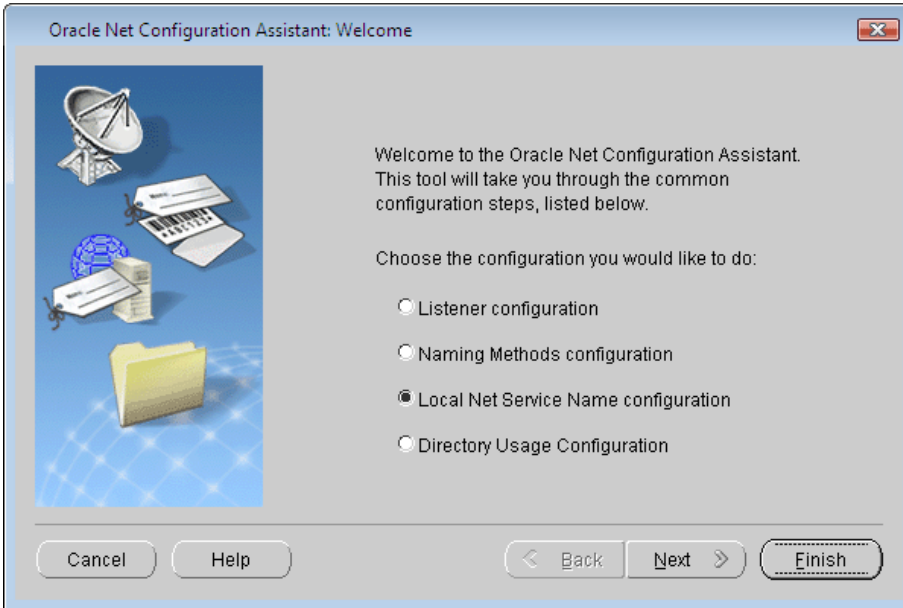 Oracle Net Configuration Assistant: Welcome
Welcome to the Oracle Net Configuration Assistant.
This tool will take you through the common
configuration steps, listed below.
Choose the configuration you would like to do:
Listener configuration
Naming Methods configuration
Local Net Service Name configuration
Directory Usage Configuration
Cancel
Help
Back
Next
Finish